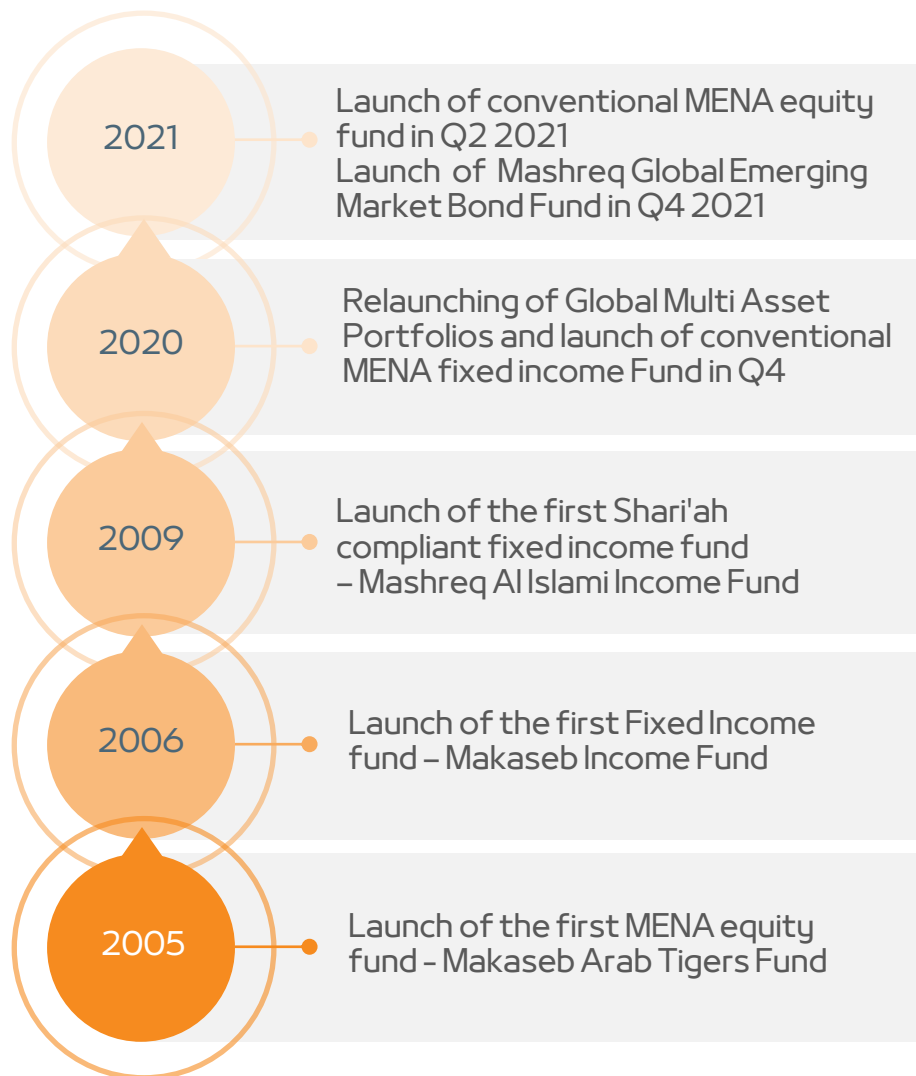 2021
Launch of conventional MENA equity
fund in Q2 2021
Launch of Mashreq Global Emerging
Market Bond Fund in Q4 2021
2020
Relaunching of Global Multi Asset
Portfolios and launch of conventional
MENA fixed income Fund in Q4
2009
Launch of the first Shari'ah
compliant fixed income fund
– Mashreq Al Islami Income Fund
2006
Launch of the first Fixed Income
fund – Makaseb Income Fund
2005
Launch of the first MENA equity
fund - Makaseb Arab Tigers Fund